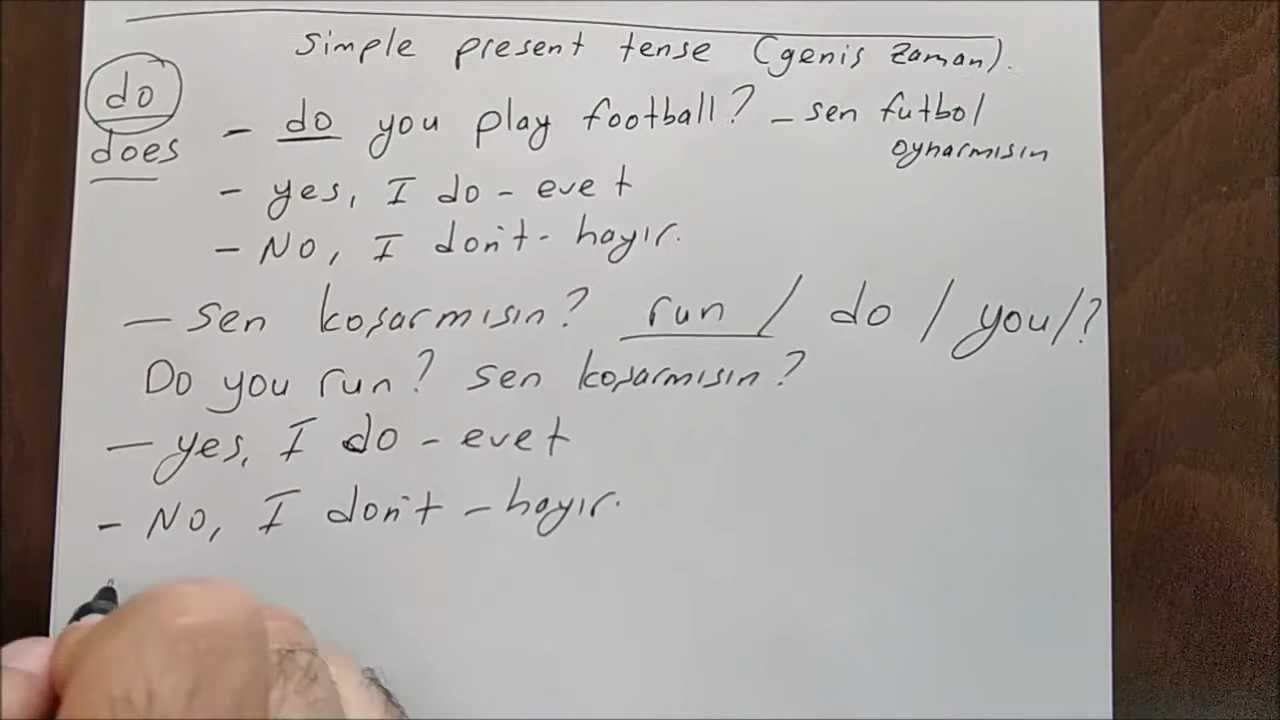 Simple present tense (genis zaman).
do
does
- do you play football? - sen futbol
oynarmısın
- yes, I do - evet
- No, I don't - hayır.
- sen koşarmısın? run / do / you/?
Do you run? sen koşarmısın?
- yes, I do - evet
- No, I don't - hayır.